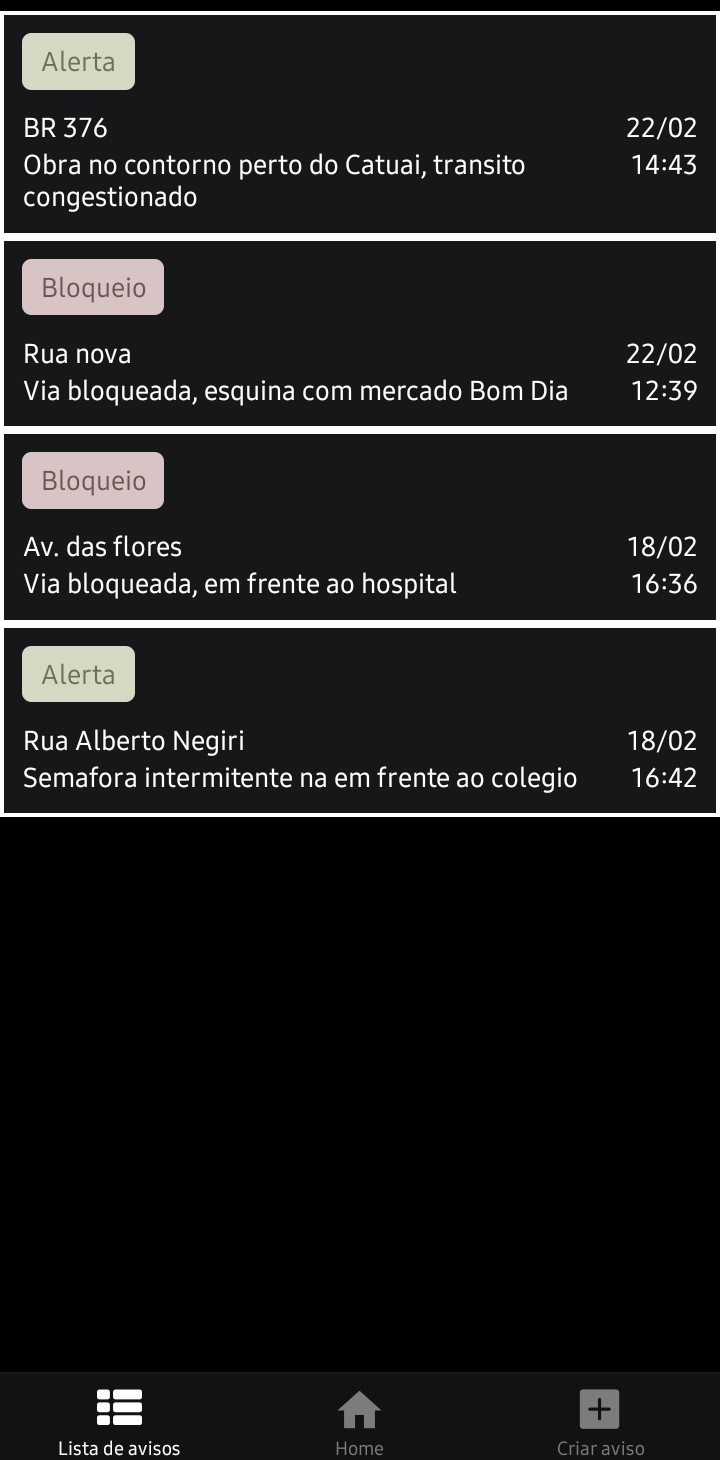 Alerta
BR 376 22/02
Obra no contorno perto do Catuai, transito 14:43
congestionado
Bloqueio
Rua nova 22/02
Via bloqueada, esquina com mercado Bom Dia 12:39
Bloqueio
Av. das flores 18/02
Via bloqueada, em frente ao hospital 16:36
Alerta
Rua Alberto Negiri 18/02
Semafora intermitente na em frente ao colegio 16:42
Lista de avisos Home Criar aviso